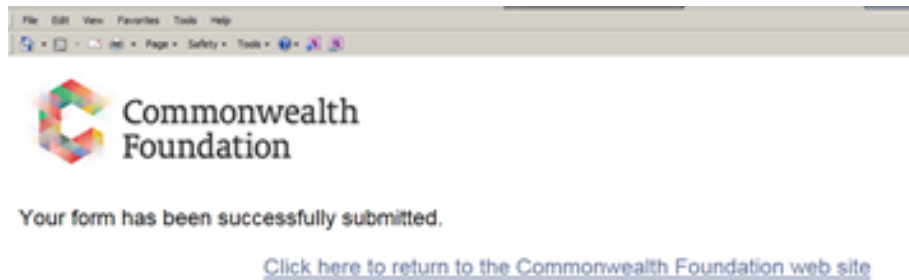 File Edit View Favorites Tools Help
Page Safety Tools
Commonwealth
Foundation
Your form has been successfully submitted.
Click here to return to the Commonwealth Foundation web site